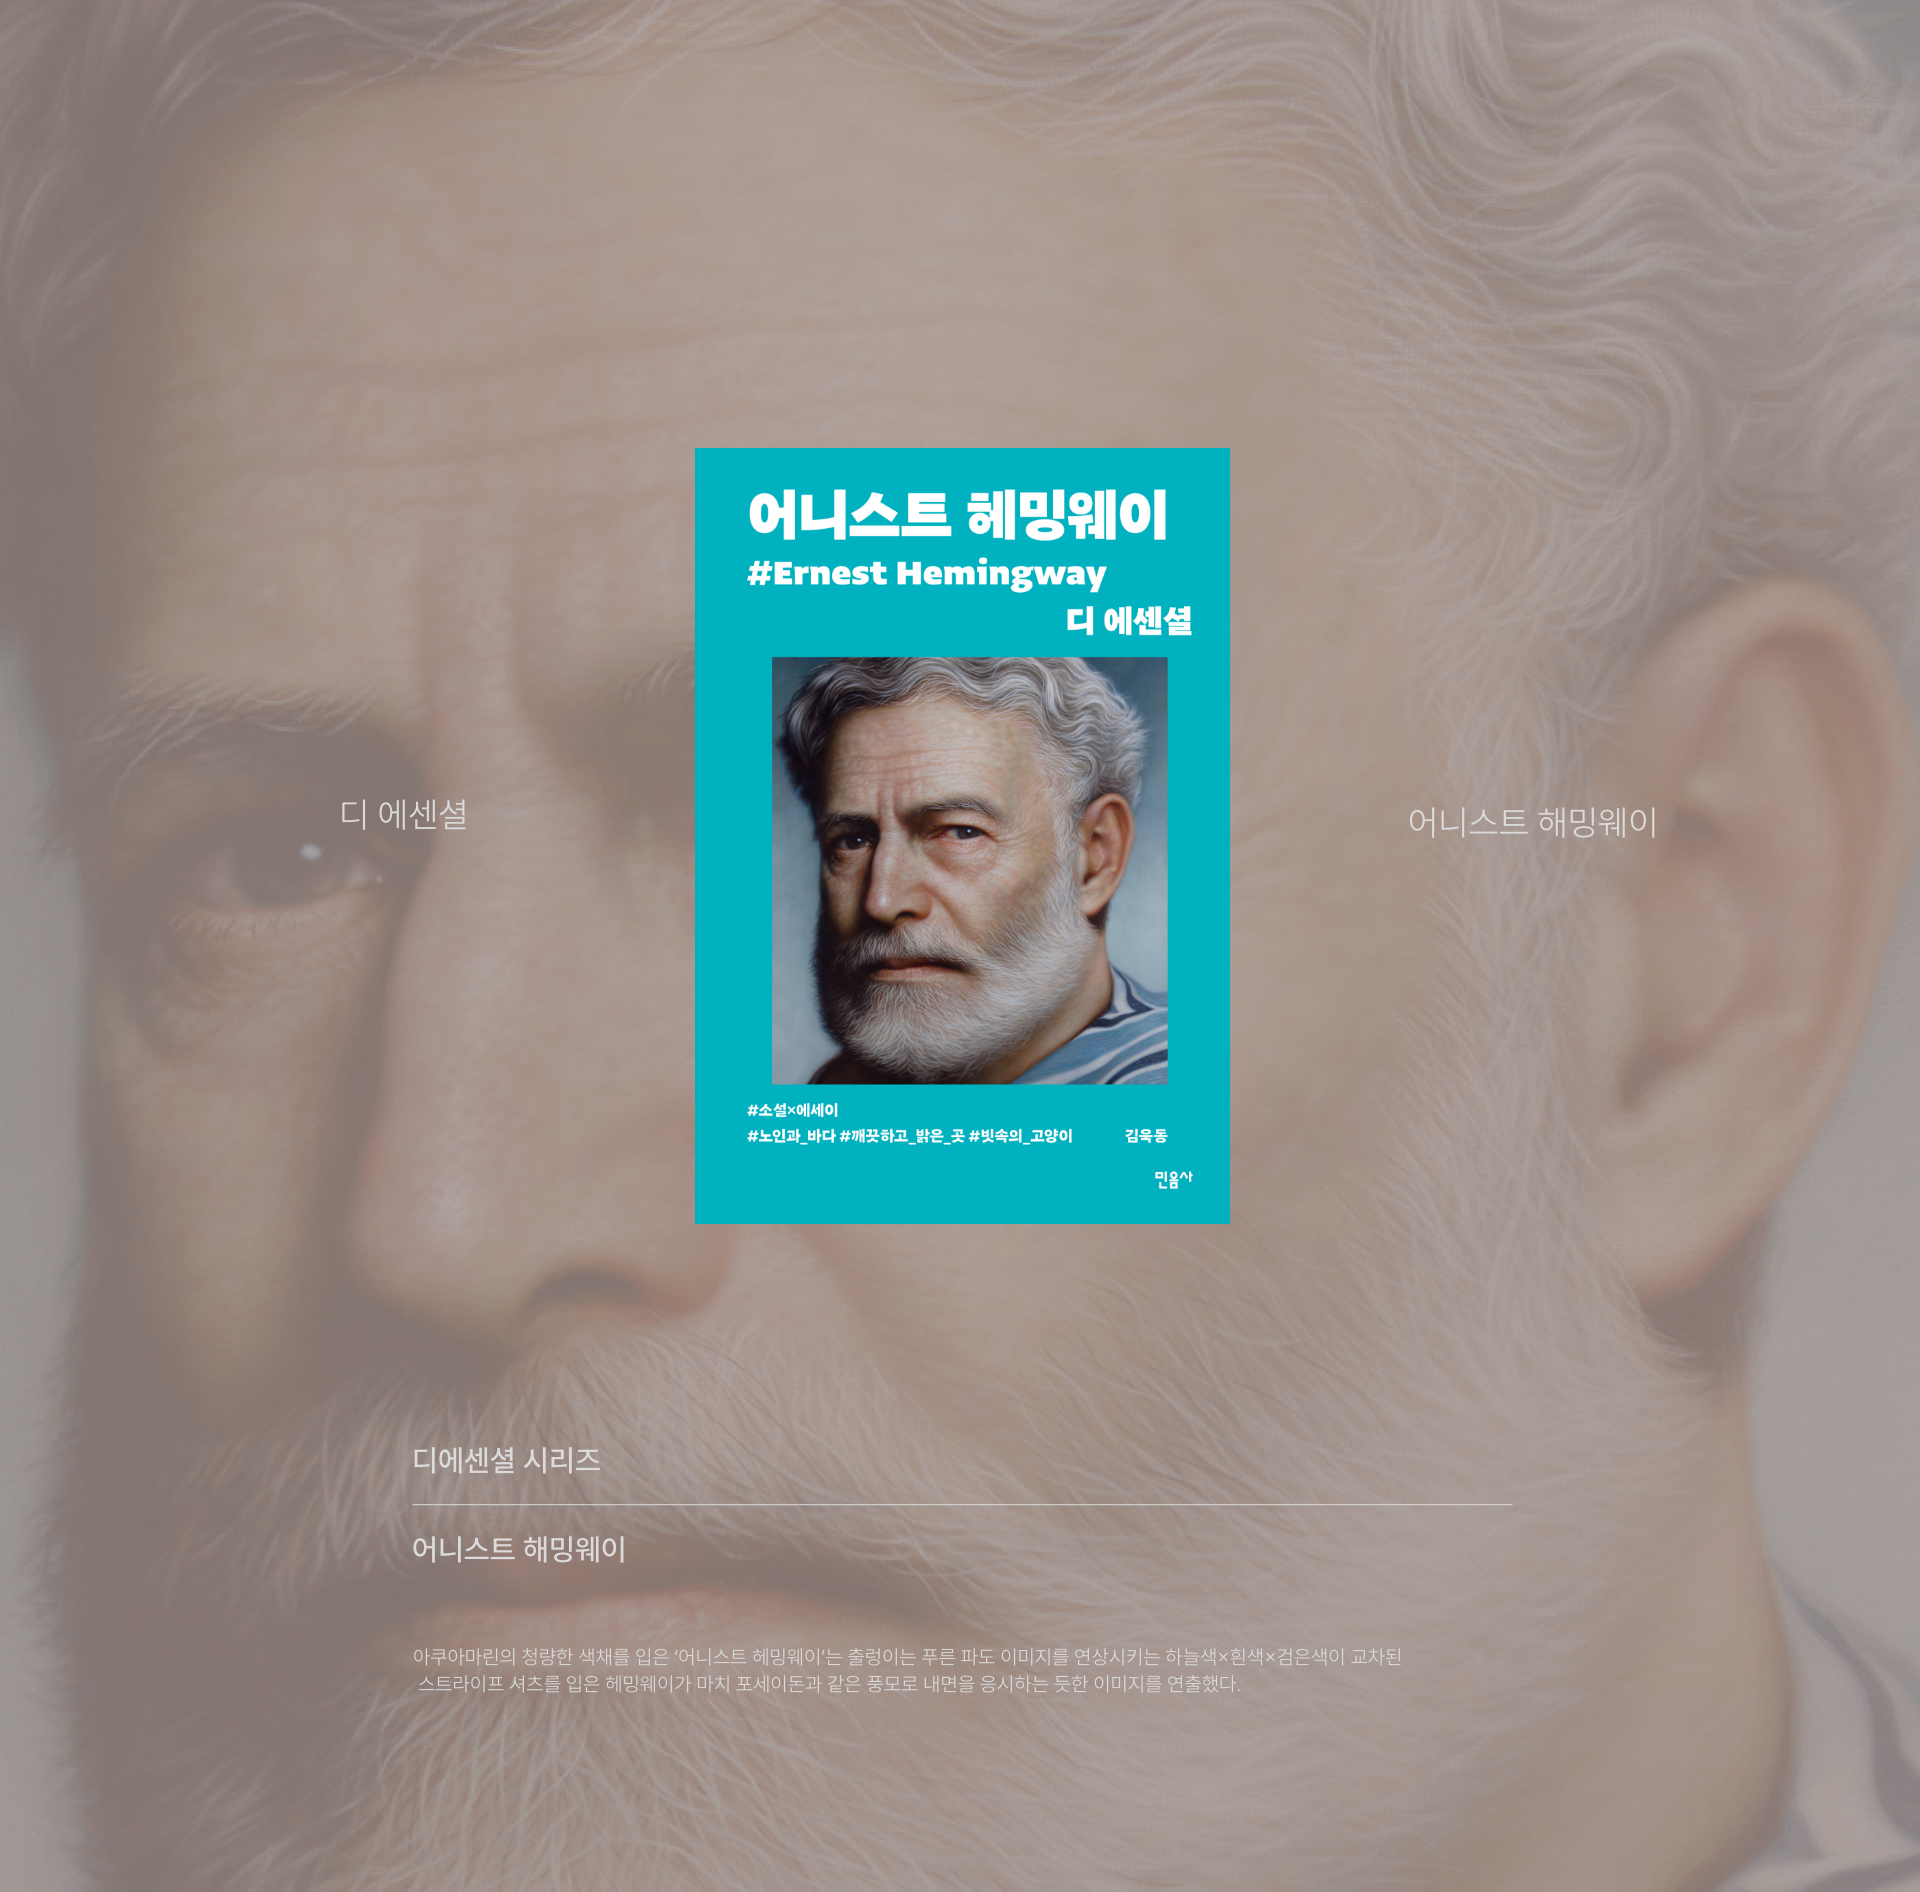 어니스트 헤밍웨이
#Ernest Hemingway
디 에센셜
디 에센셜
어니스트 해밍웨이
#소설×에세이
#노인과_바다 #깨끗하고_밝은_곳 #빗속의_고양이 김욱동
민음사
디에센셜 시리즈
어니스트 해밍웨이
아쿠아마린의 청량한 색채를 입은 ‘어니스트 헤밍웨이’는 출렁이는 푸른 파도 이미지를 연상시키는 하늘색×흰색×검은색이 교차된
스트라이프 셔츠를 입은 헤밍웨이가 마치 포세이돈과 같은 풍모로 내면을 응시하는 듯한 이미지를 연출했다.